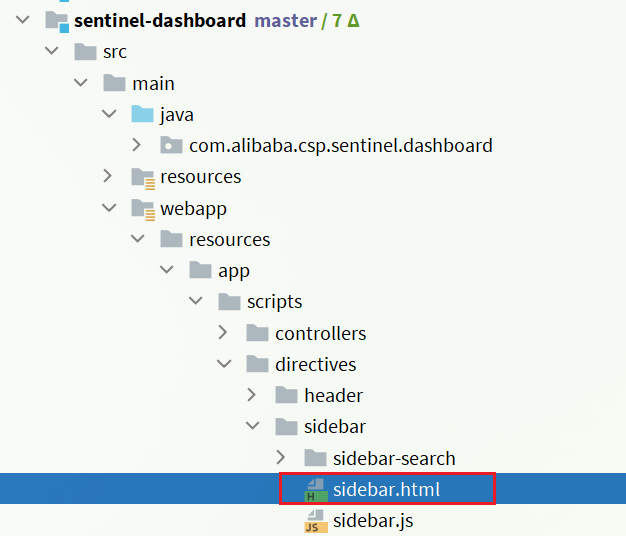 sentinel-dashboard master / 7 Δ
src
main
java
com.alibaba.csp.sentinel.dashboard
resources
webapp
resources
app
scripts
controllers
directives
header
sidebar
sidebar-search
H sidebar.html
JS sidebar.js